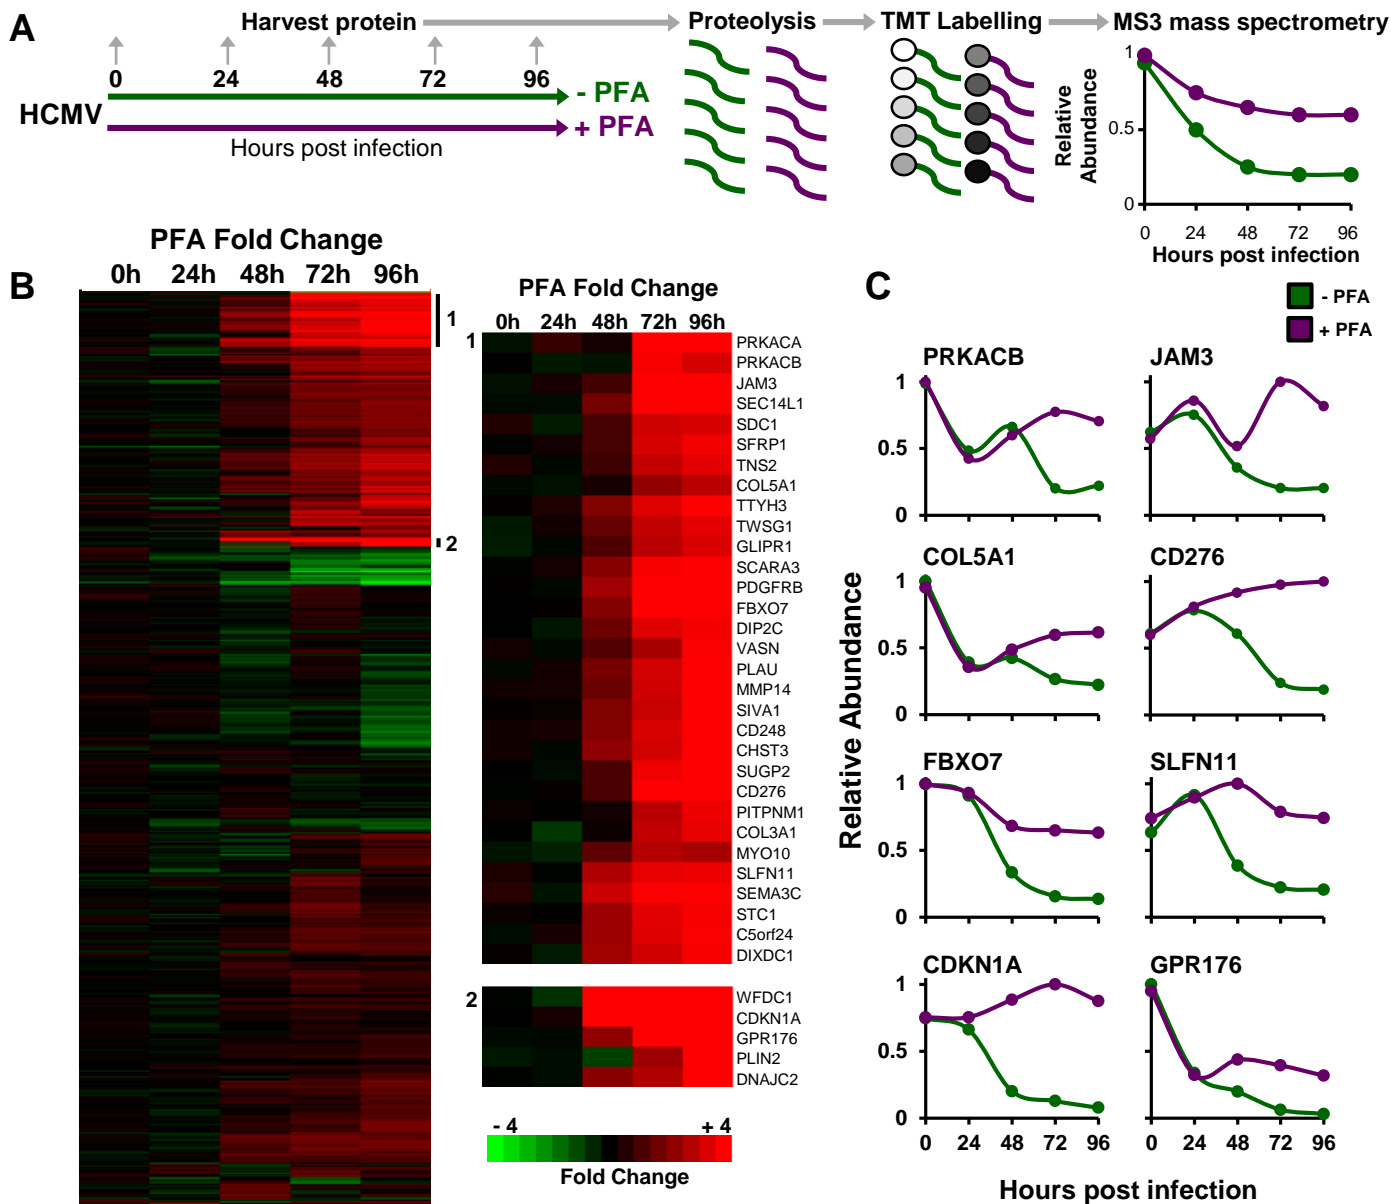 A
Harvest protein
Proteolysis
TMT Labelling
MS3 mass spectrometry
0 24 48 72 96
HCMV
- PFA
+ PFA
Hours post infection
Relative
Abundance
1
0.5
0
0 24 48 72 96
Hours post infection
B
PFA Fold Change
0h 24h 48h 72h 96h
1
2
PFA Fold Change
0h 24h 48h 72h 96h
1
PRKACA
PRKACB
JAM3
SEC14L1
SDC1
SFRP1
TNS2
COL5A1
TTYH3
TWSG1
GLIPR1
SCARA3
PDGFRB
FBXO7
DIP2C
VASN
PLAU
MMP14
SIVA1
CD248
CHST3
SUGP2
CD276
PITPNM1
COL3A1
MYO10
SLFN11
SEMA3C
STC1
C5orf24
DIXDC1
2
WFDC1
CDKN1A
GPR176
PLIN2
DNAJC2
- 4 + 4
Fold Change
C
- PFA
+ PFA
Relative Abundance
PRKACB JAM3
1
0.5
0
COL5A1 CD276
1
0.5
0
FBXO7 SLFN11
1
0.5
0
CDKN1A GPR176
1
0.5
0
0 24 48 72 96 0 24 48 72 96
Hours post infection